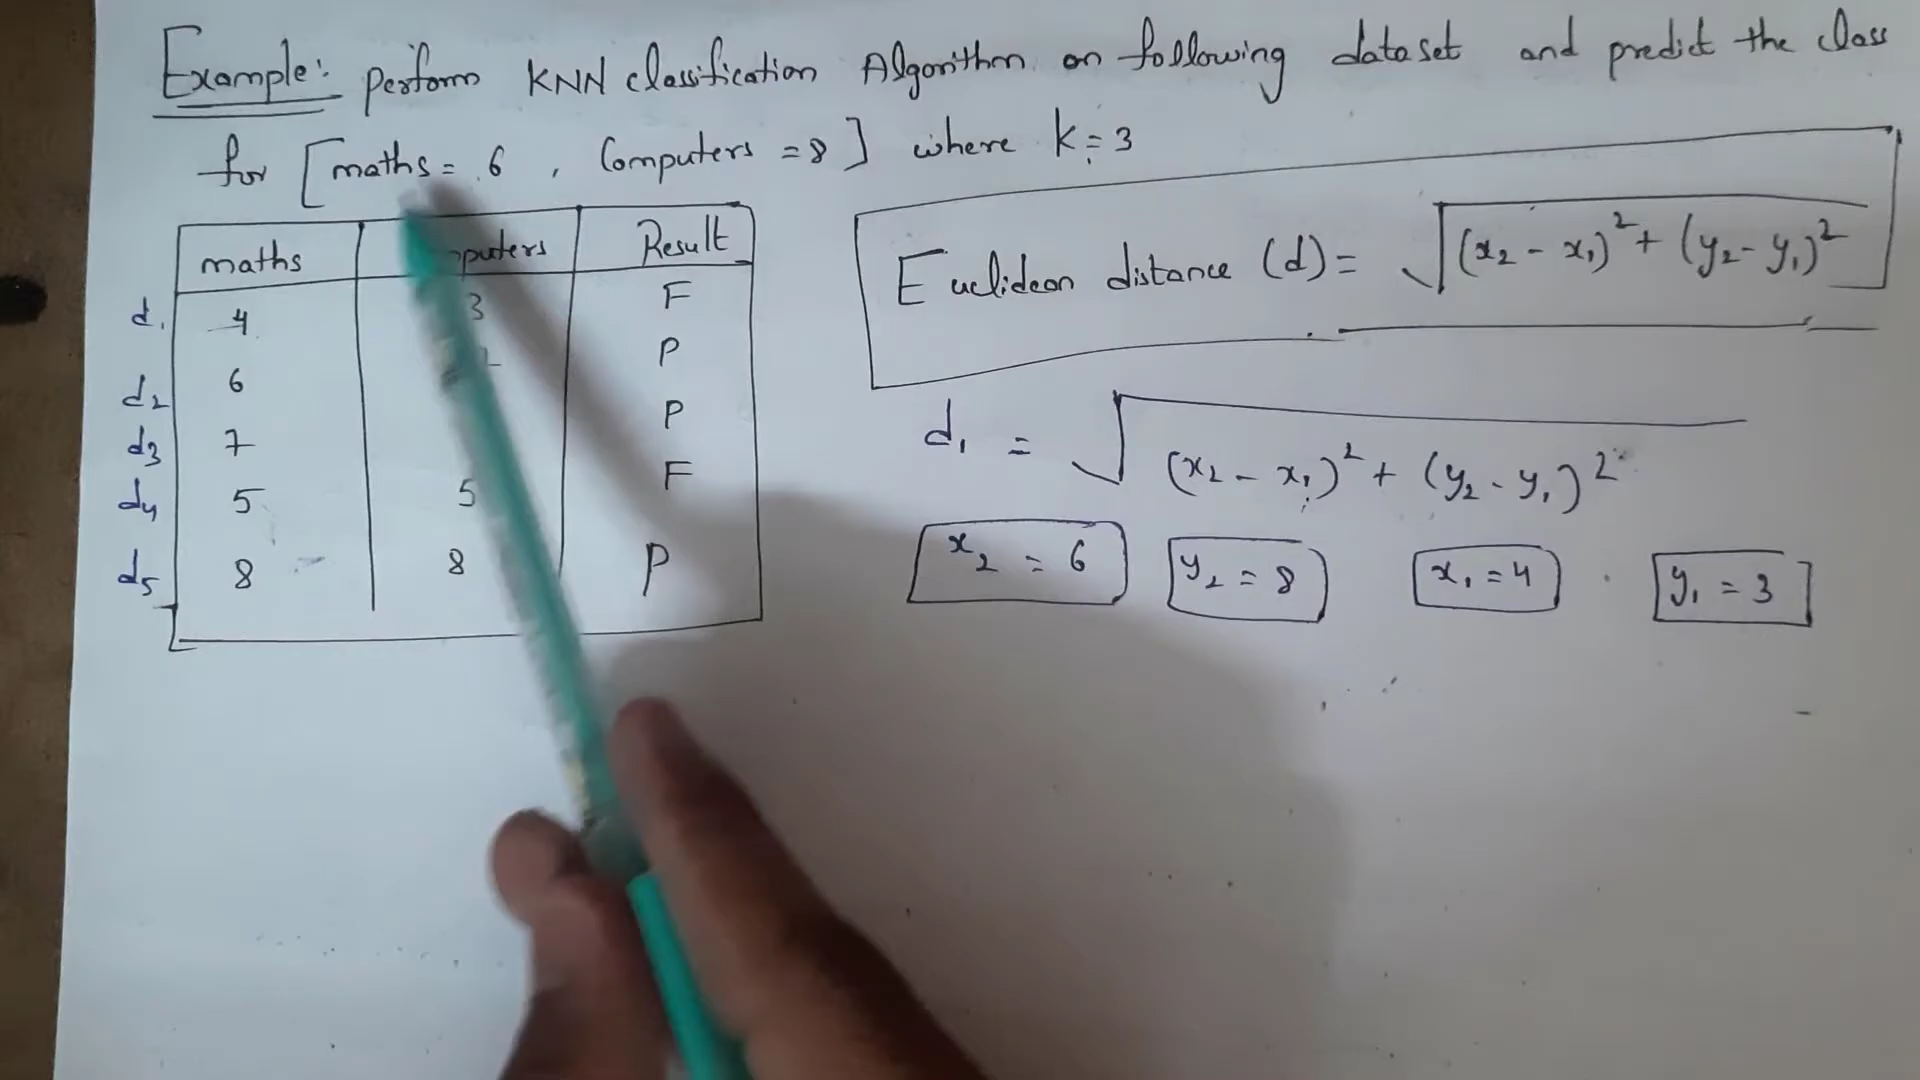 Example: perform KNN classification Algorithm on following dataset and predict the class
for [maths = 6, Computers = 8] where k = 3
maths Result
d1 4 3 F
d2 6 P
d3 7 P
d4 5 5 F
d5 8 8 P
Euclidean distance (d) = √(x2 - x1)² + (y2 - y1)²
d1 = √(x2 - x1)² + (y2 - y1)²
x2 = 6 y2 = 8 x1 = 4 y1 = 3